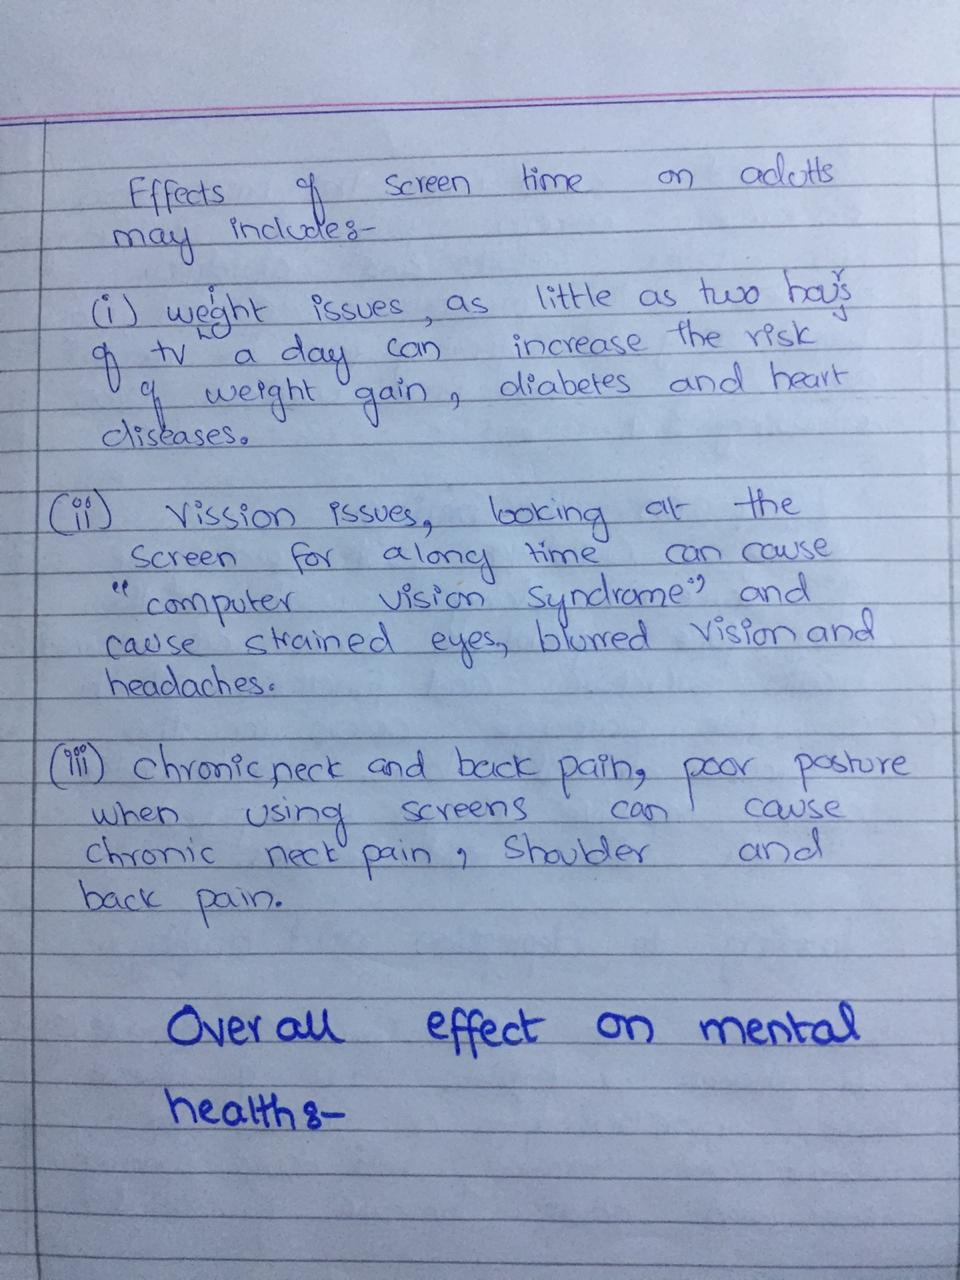 Effects of screen time on adults
may include:-
(i) weight issues, as little as two hours
of tv a day can increase the risk
of weight gain, diabetes and heart
diseases.
(ii) Vission issues, looking at the
screen for a long time can cause
"computer vision syndrome" and
cause strained eyes, blurred vision and
headaches.
(iii) chronic neck and back pain, poor posture
when using screens can cause
chronic neck pain, shoulder and
back pain.
Overall effect on mental
health:-